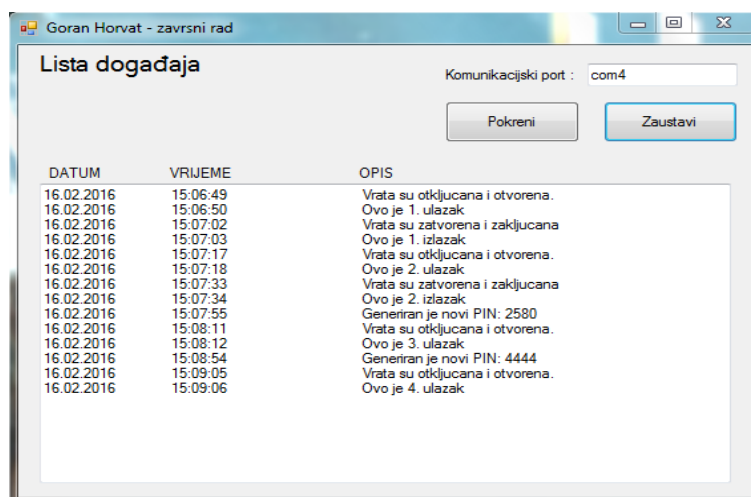 Goran Horvat - zavrsni rad
Lista događaja
Komunikacijski port : com4
Pokreni Zaustavi
DATUM VRIJEME OPIS
16.02.2016 15:06:49 Vrata su otkljucana i otvorena.
16.02.2016 15:06:50 Ovo je 1. ulazak
16.02.2016 15:07:02 Vrata su zatvorena i zakljucana
16.02.2016 15:07:03 Ovo je 1. izlazak
16.02.2016 15:07:17 Vrata su otkljucana i otvorena.
16.02.2016 15:07:18 Ovo je 2. ulazak
16.02.2016 15:07:33 Vrata su zatvorena i zakljucana
16.02.2016 15:07:34 Ovo je 2. izlazak
16.02.2016 15:07:55 Generiran je novi PIN: 2580
16.02.2016 15:08:11 Vrata su otkljucana i otvorena.
16.02.2016 15:08:12 Ovo je 3. ulazak
16.02.2016 15:08:54 Generiran je novi PIN: 4444
16.02.2016 15:09:05 Vrata su otkljucana i otvorena.
16.02.2016 15:09:06 Ovo je 4. ulazak